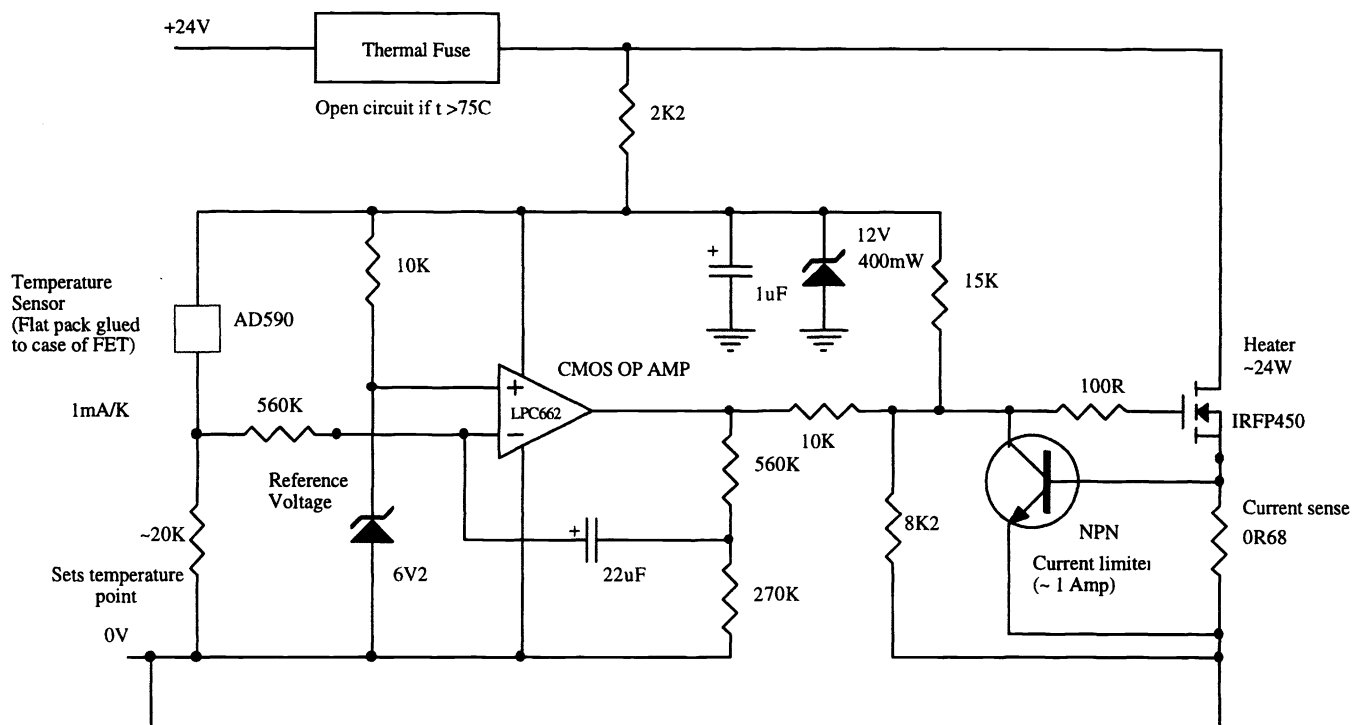 +24V
Thermal Fuse
Open circuit if t >75C
2K2
12V
400mW
10K
1uF
15K
Temperature
Sensor
(Flat pack glued
to case of FET)
AD590
CMOS OP AMP
Heater
~24W
+
LPC662
−
100R
IRFP450
1mA/K
560K
10K
Reference
Voltage
560K
~20K
+
8K2
NPN
Current sense
0R68
Sets temperature
point
6V2
22uF
270K
Current limiter
(~ 1 Amp)
0V
+